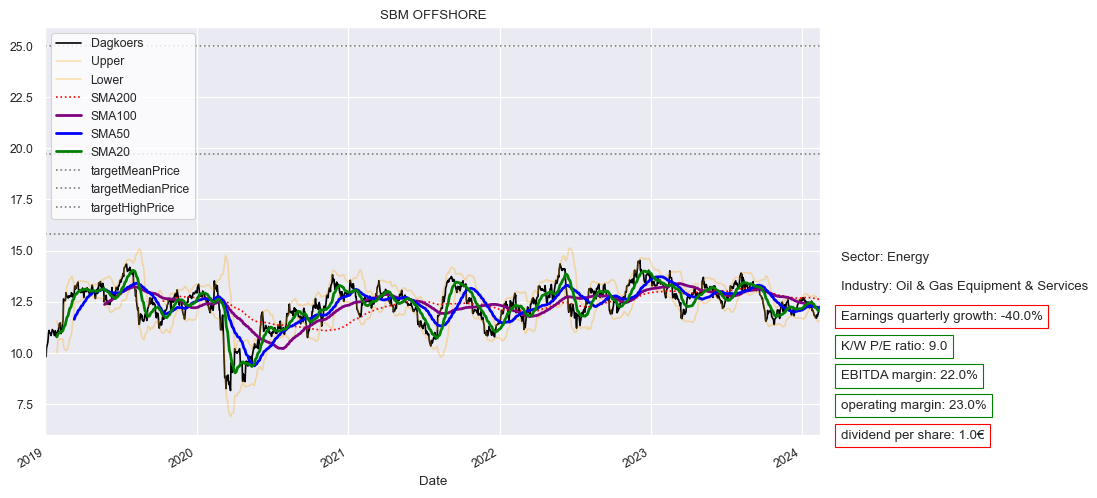 SBM OFFSHORE
25.0
22.5
20.0
17.5
15.0
12.5
10.0
7.5
Dagkoers
Upper
Lower
SMA200
SMA100
SMA50
SMA20
targetMeanPrice
targetMedianPrice
targetHighPrice
Sector: Energy
Industry: Oil & Gas Equipment & Services
Earnings quarterly growth: -40.0%
K/W P/E ratio: 9.0
EBITDA margin: 22.0%
operating margin: 23.0%
dividend per share: 1.0€
2019
2020
2021
2022
2023
2024
Date